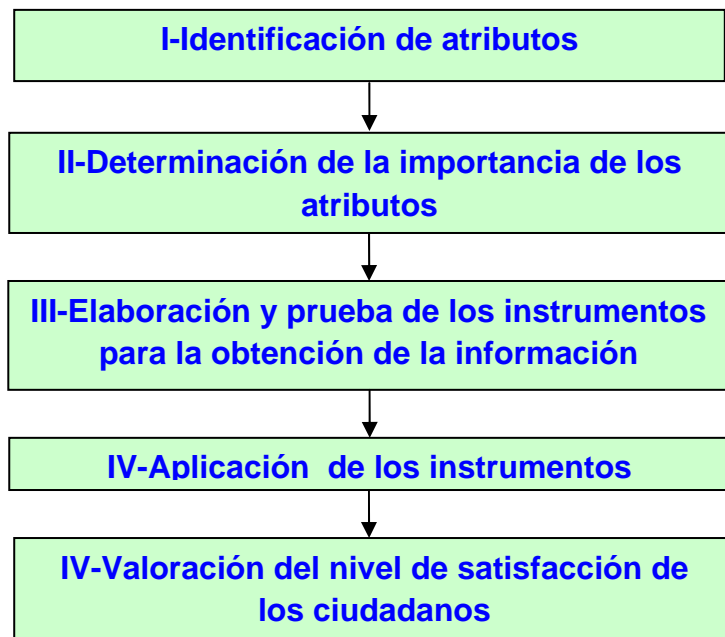 I-Identificación de atributos
II-Determinación de la importancia de los
atributos
III-Elaboración y prueba de los instrumentos
para la obtención de la información
IV-Aplicación de los instrumentos
IV-Valoración del nivel de satisfacción de
los ciudadanos